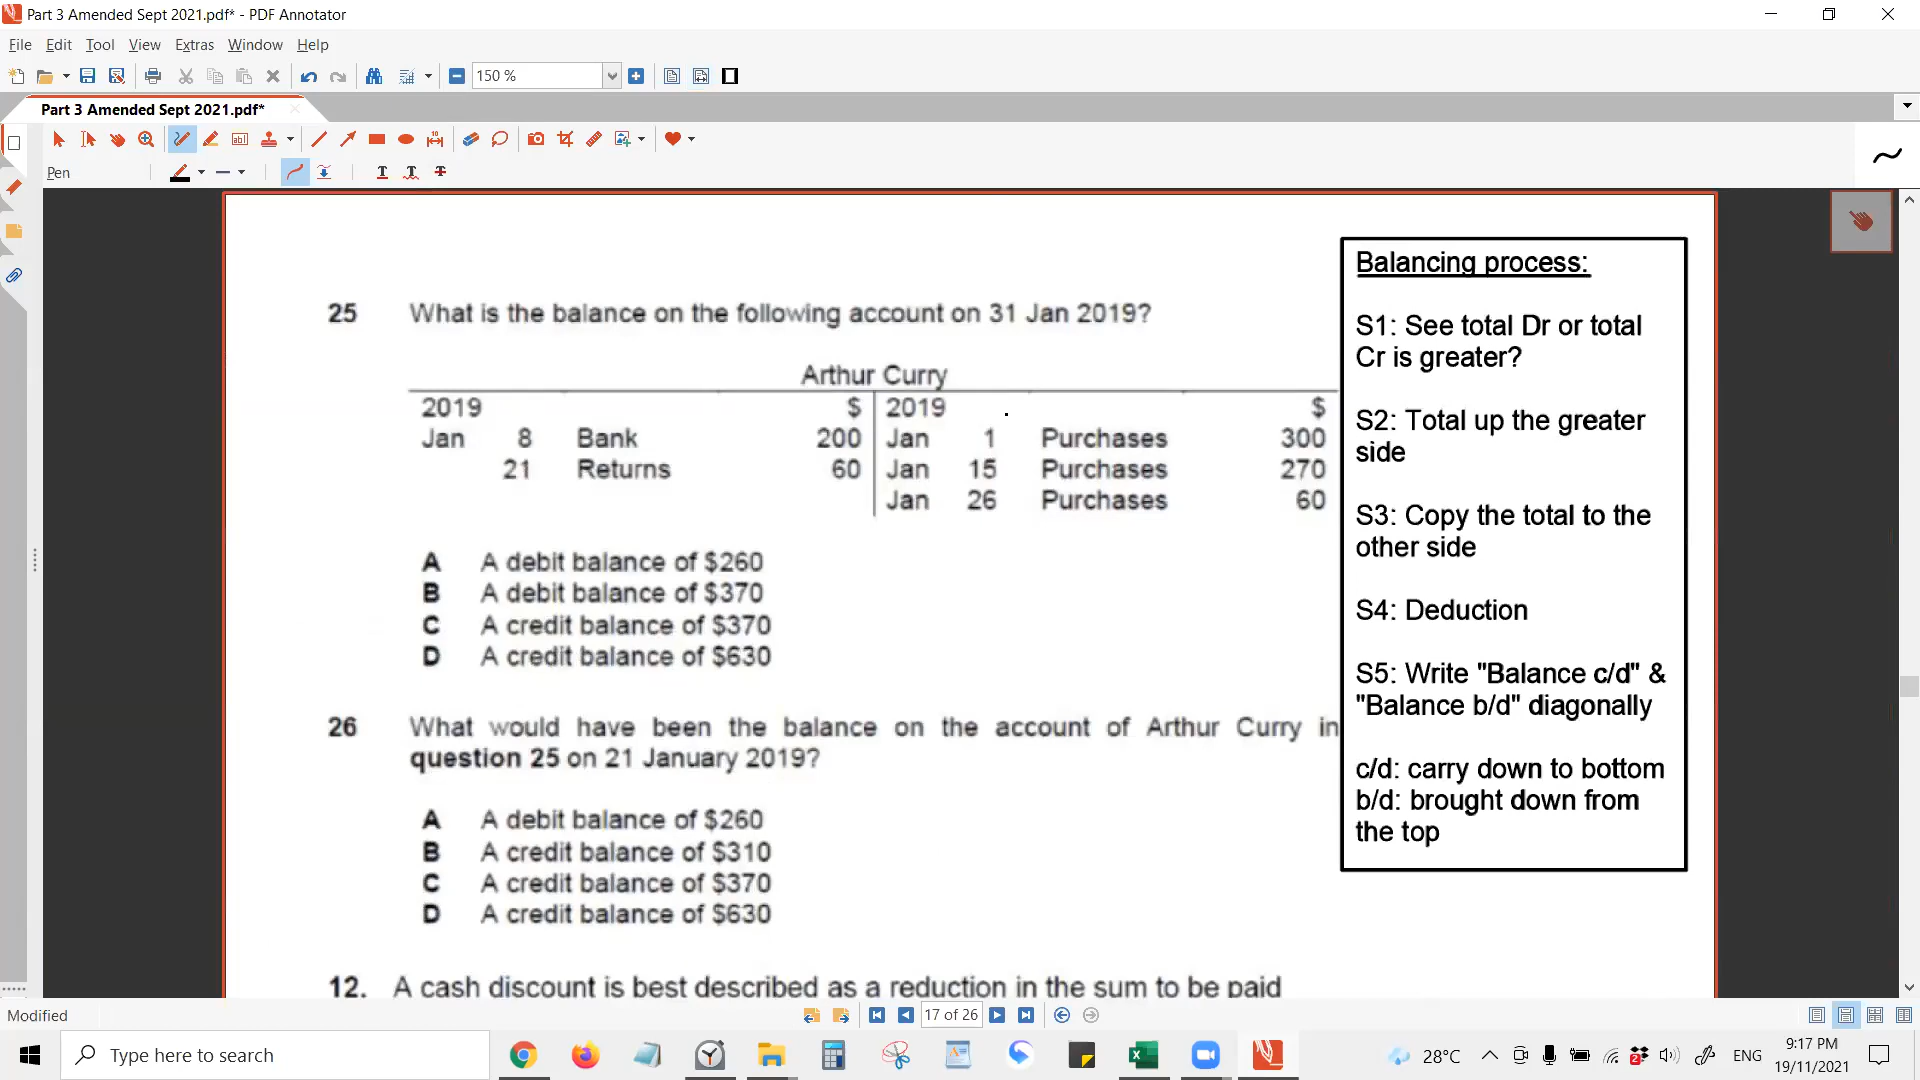 Part 3 Amended Sept 2021.pdf* - PDF Annotator
File Edit Tool View Extras Window Help
150 %
Part 3 Amended Sept 2021.pdf*
Pen
25 What is the balance on the following account on 31 Jan 2019?
Arthur Curry
2019 $ 2019 $
Jan 8 Bank 200 Jan 1 Purchases 300
21 Returns 60 Jan 15 Purchases 270
Jan 26 Purchases 60
A A debit balance of $260
B A debit balance of $370
C A credit balance of $370
D A credit balance of $630
26 What would have been the balance on the account of Arthur Curry in
question 25 on 21 January 2019?
A A debit balance of $260
B A credit balance of $310
C A credit balance of $370
D A credit balance of $630
12. A cash discount is best described as a reduction in the sum to be paid
Balancing process:
S1: See total Dr or total
Cr is greater?
S2: Total up the greater
side
S3: Copy the total to the
other side
S4: Deduction
S5: Write "Balance c/d" &
"Balance b/d" diagonally
c/d: carry down to bottom
b/d: brought down from
the top
Modified
17 of 26
Type here to search
28°C
ENG
9:17 PM
19/11/2021